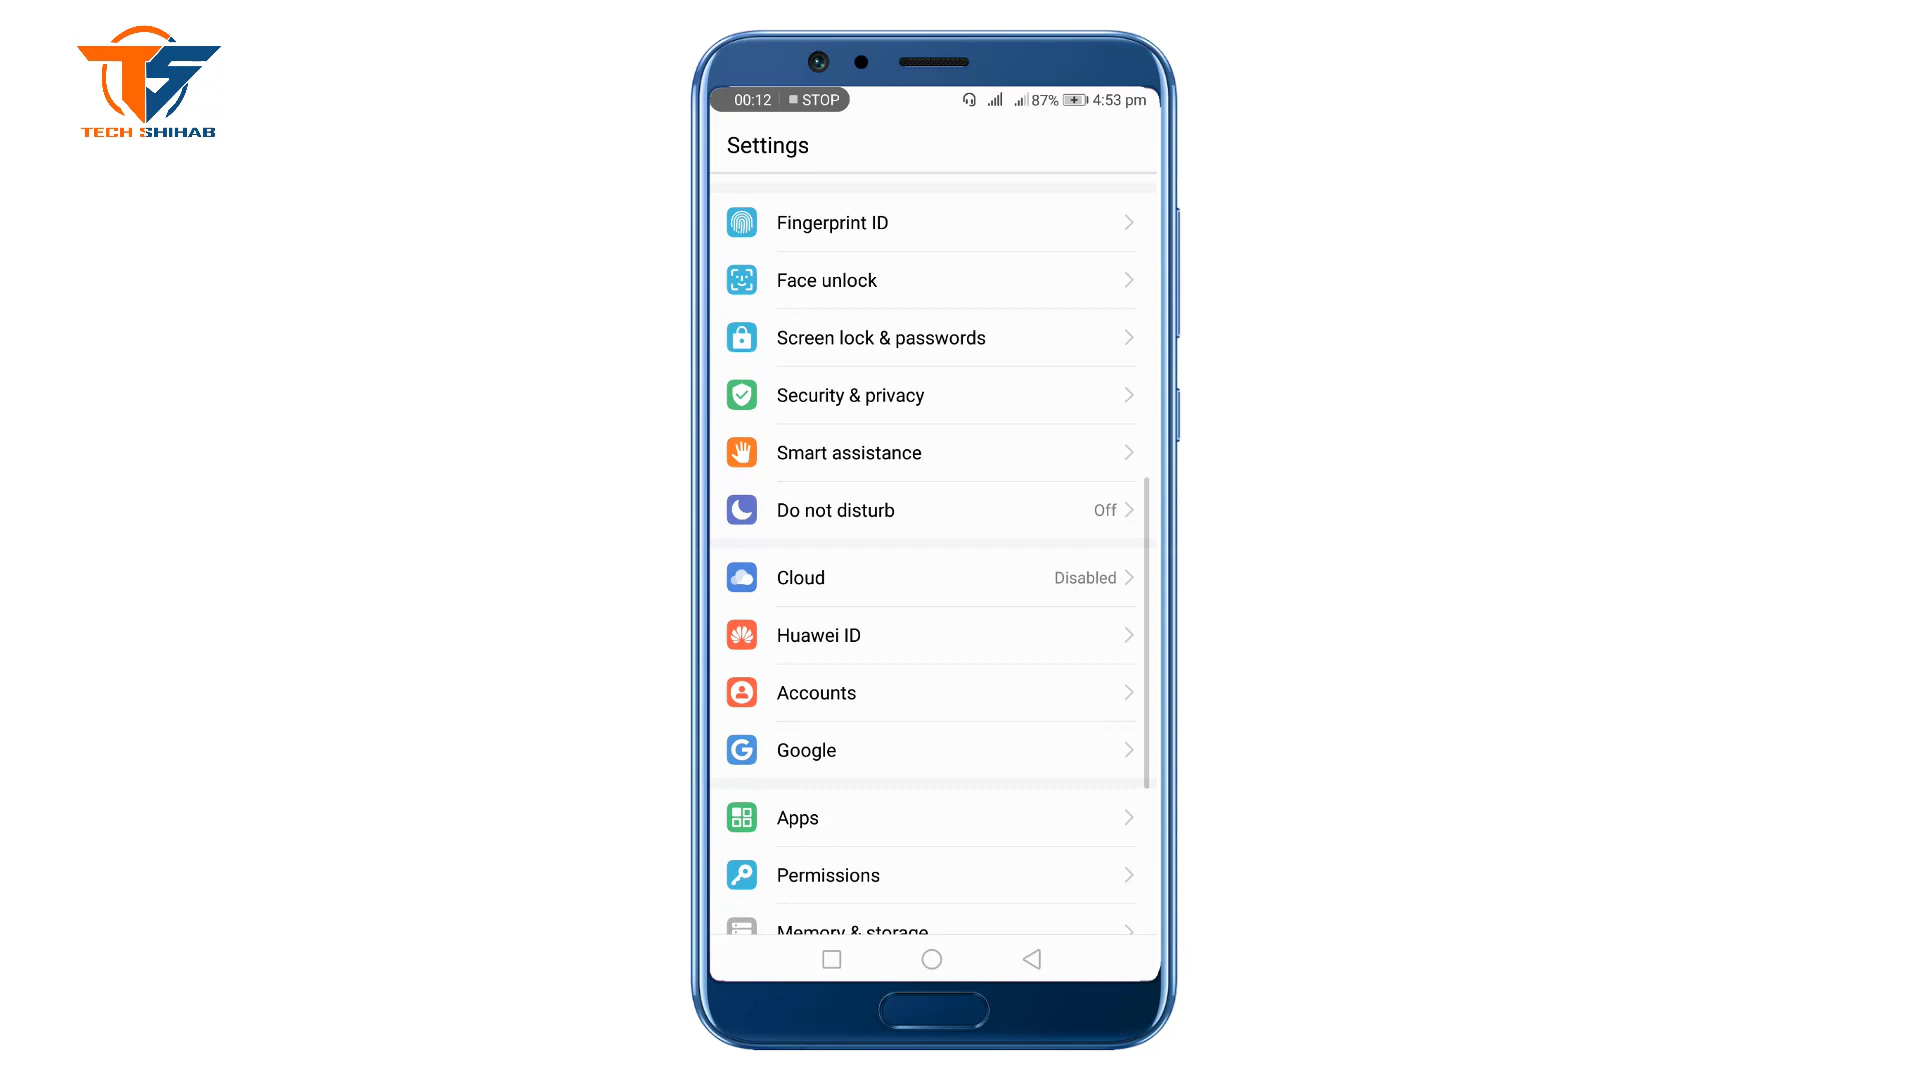 TECH SHIHAB
00:12 STOP 87% 4:53 pm
Settings
Fingerprint ID
Face unlock
Screen lock & passwords
Security & privacy
Smart assistance
Do not disturb Off
Cloud Disabled
Huawei ID
Accounts
Google
Apps
Permissions
Memory & storage